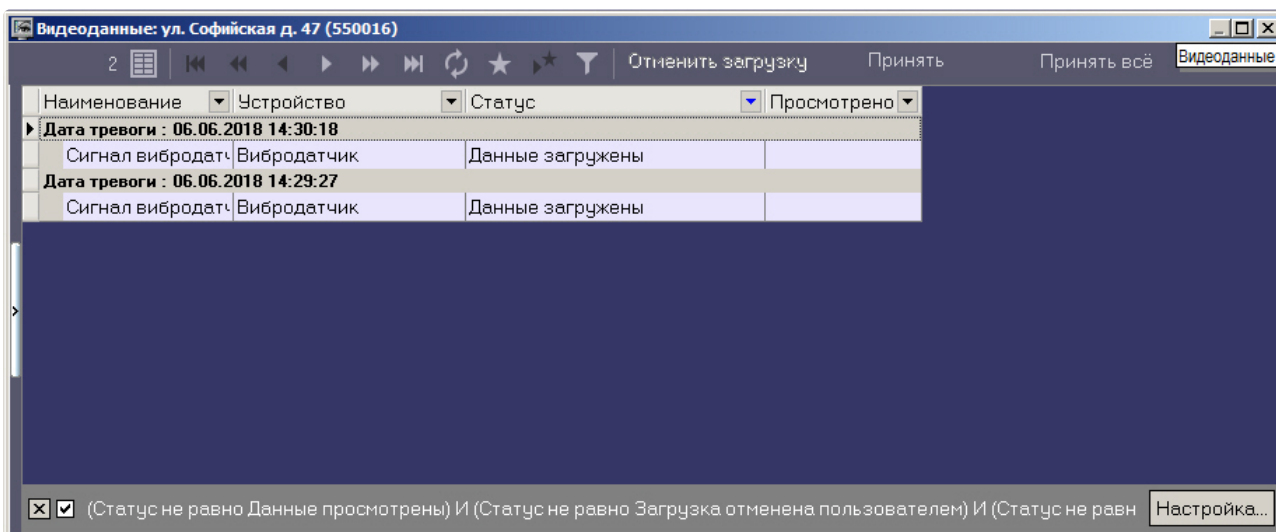 Видеоданные: ул. Софийская д. 47 (550016)
2 Отменить загрузку Принять Принять всё Видеоданные
Наименование Устройство Статус Просмотрено
Дата тревоги : 06.06.2018 14:30:18
Сигнал вибродатч Вибродатчик Данные загружены
Дата тревоги : 06.06.2018 14:29:27
Сигнал вибродатч Вибродатчик Данные загружены
(Статус не равно Данные просмотрены) И (Статус не равно Загрузка отменена пользователем) И (Статус не равн Настройка...